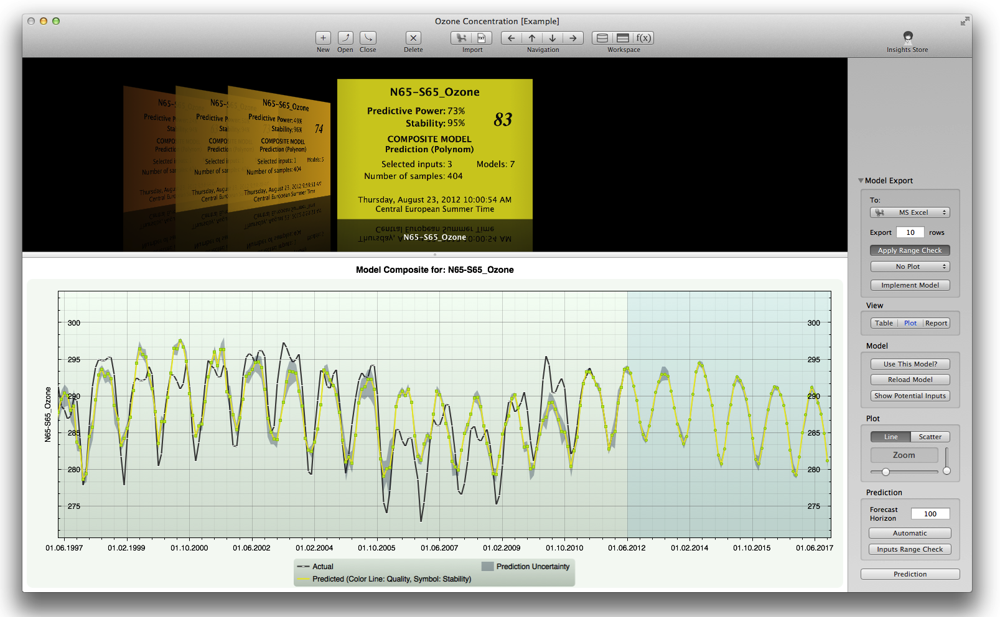 Ozone Concentration [Example]
New Open Close Delete Import Navigation Workspace Insights Store
TXT
f(x)
N65-S65_Ozone
Predictive Power: 49%
Stability: 96%
74
COMPOSITE MODEL
Prediction (Polynom)
Selected inputs: 1 Models: 5
Number of samples: 404
Thursday, August 23, 2012 9:59:51 AM
Central European Summer Time
N65-S65_Ozone
Predictive Power: 73%
Stability: 95%
83
COMPOSITE MODEL
Prediction (Polynom)
Selected inputs: 3 Models: 7
Number of samples: 404
Thursday, August 23, 2012 10:00:54 AM
Central European Summer Time
N65-S65_Ozone
Model Composite for: N65-S65_Ozone
N65-S65_Ozone
300 300
295 295
290 290
285 285
280 280
275 275
01.06.1997 01.02.1999 01.10.2000 01.06.2002 01.02.2004 01.10.2005 01.06.2007 01.02.2009 01.10.2010 01.06.2012 01.02.2014 01.10.2015 01.06.2017
Actual Prediction Uncertainty
Predicted (Color Line: Quality, Symbol: Stability)
Model Export
To:
MS Excel
Export 10 rows
Apply Range Check
No Plot
Implement Model
View
Table Plot Report
Model
Use This Model?
Reload Model
Show Potential Inputs
Plot
Line Scatter
Zoom
Prediction
Forecast
Horizon 100
Automatic
Inputs Range Check
Prediction